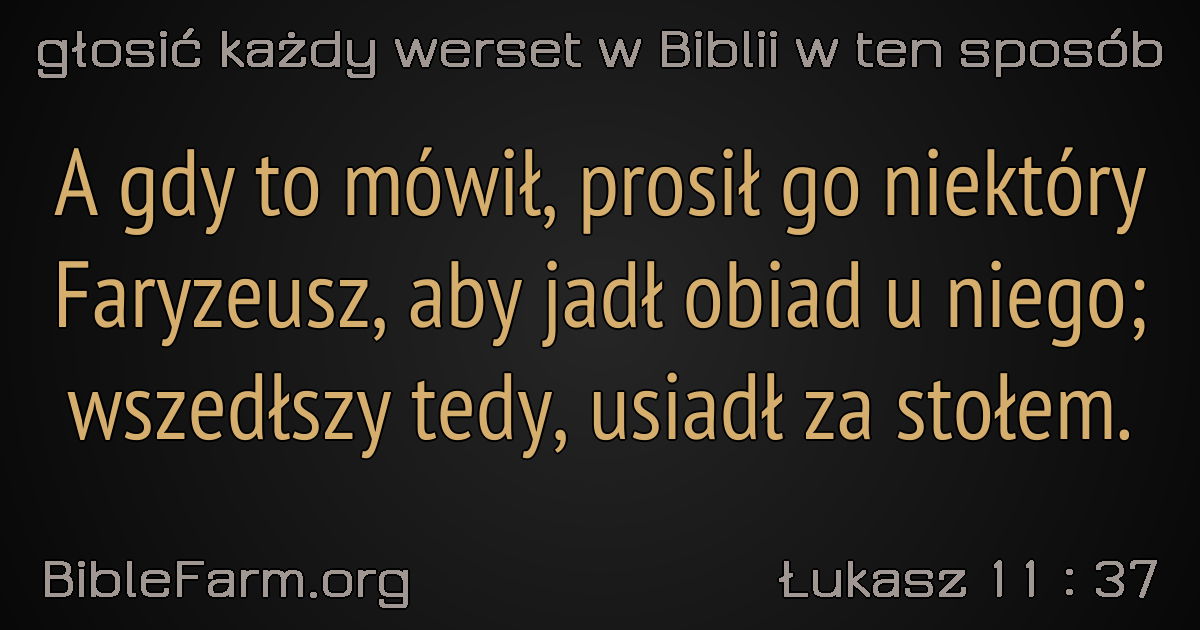 głosić każdy werset w Biblii w ten sposób
A gdy to mówił, prosił go niektóry
Faryzeusz, aby jadł obiad u niego;
wszedłszy tedy, usiadł za stołem.
BibleFarm.org
Łukasz 11 : 37